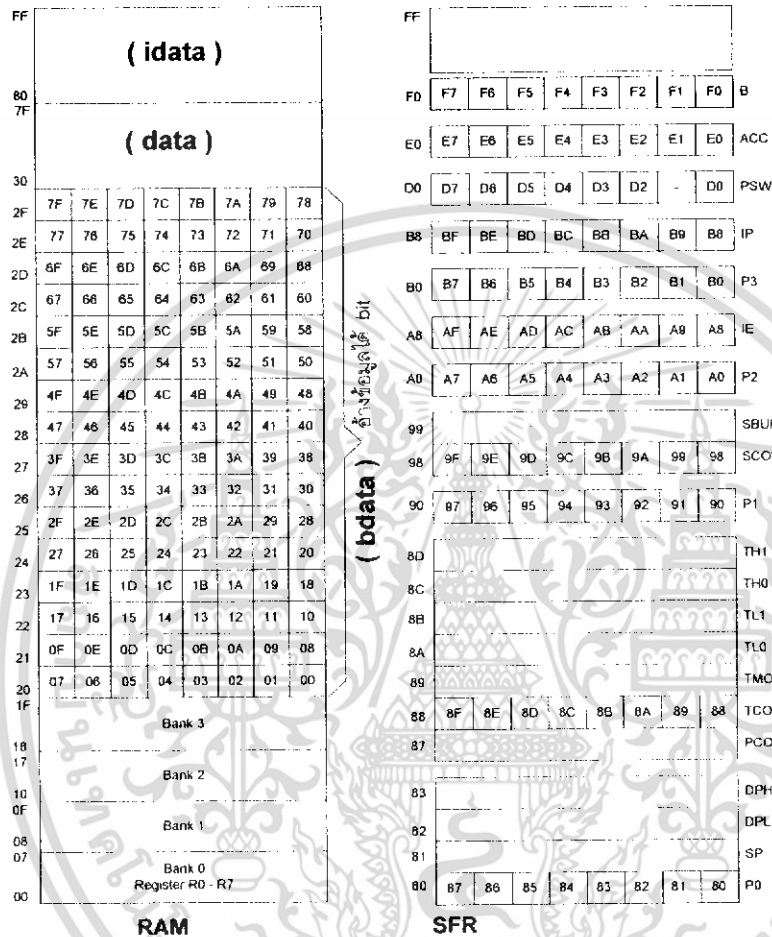 FF
( idata )
80
7F
( data )
30
7F 7E 7D 7C 7B 7A 79 78
2F
77 76 75 74 73 72 71 70
2E
6F 6E 6D 6C 6B 6A 69 68
2D
67 66 65 64 63 62 61 60
2C
5F 5E 5D 5C 5B 5A 59 58
2B
57 56 55 54 53 52 51 50
2A
4F 4E 4D 4C 4B 4A 49 48
29
47 46 45 44 43 42 41 40
28
3F 3E 3D 3C 3B 3A 39 38
27
37 36 35 34 33 32 31 30
26
2F 2E 2D 2C 2B 2A 29 28
25
27 26 25 24 23 22 21 20
24
1F 1E 1D 1C 1B 1A 19 18
23
17 16 15 14 13 12 11 10
22
0F 0E 0D 0C 0B 0A 09 08
21
07 06 05 04 03 02 01 00
20
1F
Bank 3
18
17
Bank 2
10
0F
Bank 1
08
07
Bank 0
Register R0 - R7
00
RAM
( bdata )
อ้างข้อมูลได้ bit
FF
F0 F7 F6 F5 F4 F3 F2 F1 F0 B
E0 E7 E6 E5 E4 E3 E2 E1 E0 ACC
D0 D7 D6 D5 D4 D3 D2 - D0 PSW
B8 BF BE BD BC BB BA B9 B8 IP
B0 B7 B6 B5 B4 B3 B2 B1 B0 P3
A8 AF AE AD AC AB AA A9 A8 IE
A0 A7 A6 A5 A4 A3 A2 A1 A0 P2
99 SBUF
98 9F 9E 9D 9C 9B 9A 99 98 SCO
90 97 96 95 94 93 92 91 90 P1
8D TH1
8C TH0
8B TL1
8A TL0
89 TMO
88 8F 8E 8D 8C 8B 8A 89 88 TCO
87 PCO
83 DPH
82 DPL
81 SP
80 87 86 85 84 83 82 81 80 P0
SFR